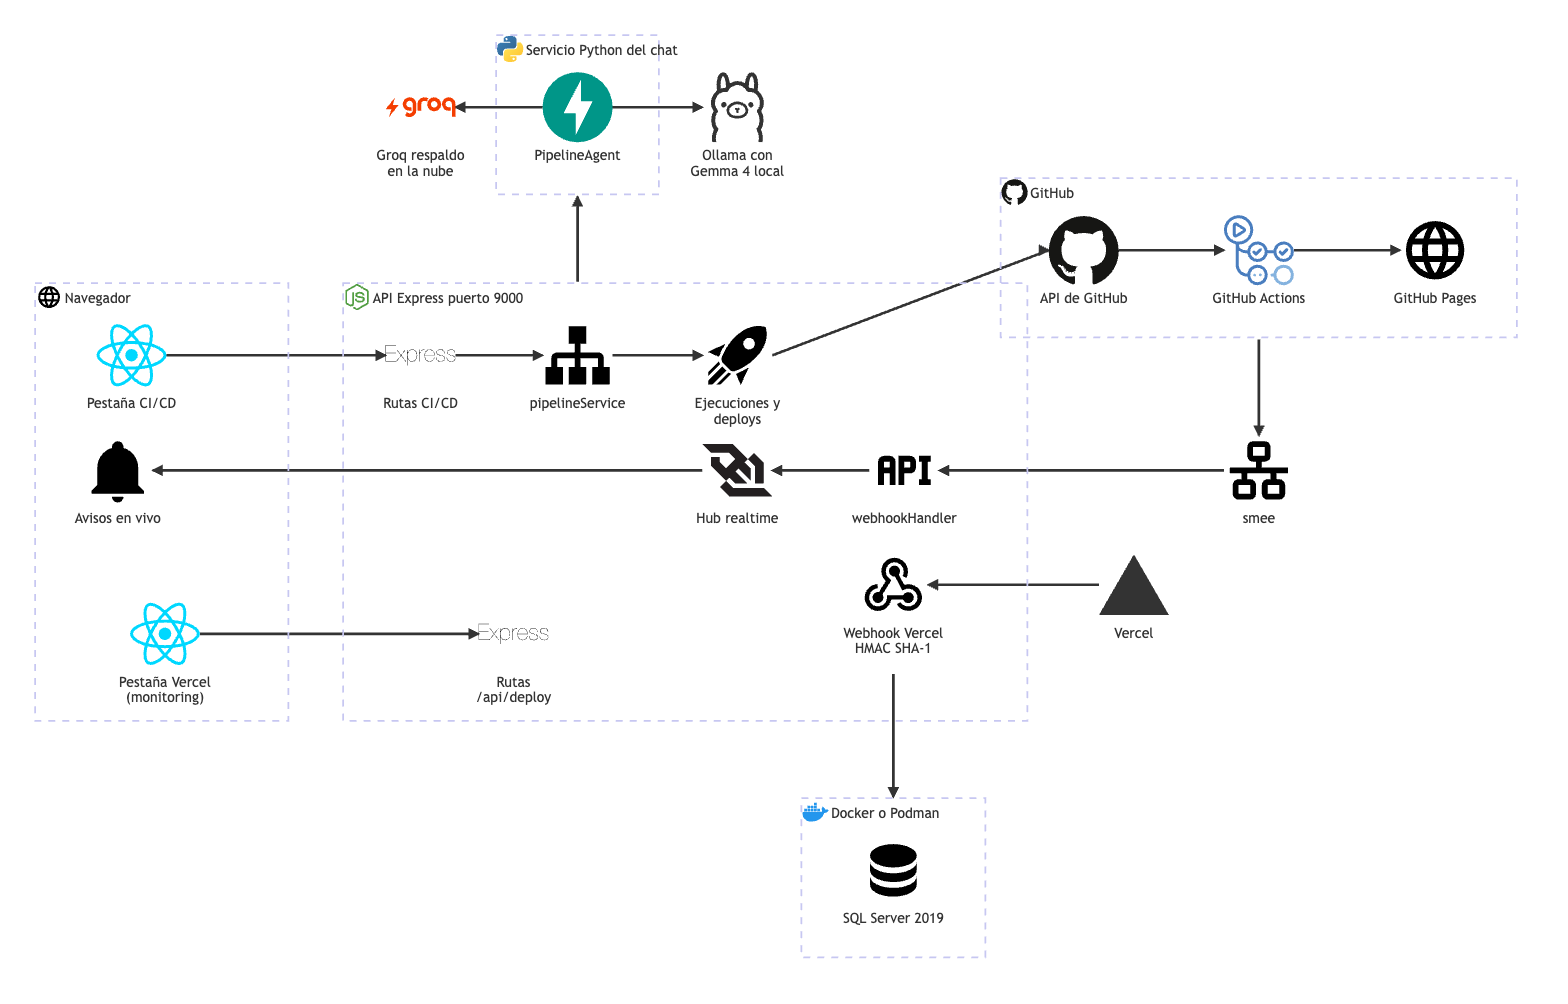 Servicio Python del chat
groq
Groq respaldo
en la nube
PipelineAgent
Ollama con
Gemma 4 local
GitHub
API de GitHub
GitHub Actions
GitHub Pages
Navegador
JS
API Express puerto 9000
Express
Pestaña CI/CD
Rutas CI/CD
pipelineService
Ejecuciones y
deploys
API
Avisos en vivo
Hub realtime
webhookHandler
smee
Express
Webhook Vercel
HMAC SHA-1
Vercel
Pestaña Vercel
(monitoring)
Rutas
/api/deploy
Docker o Podman
SQL Server 2019